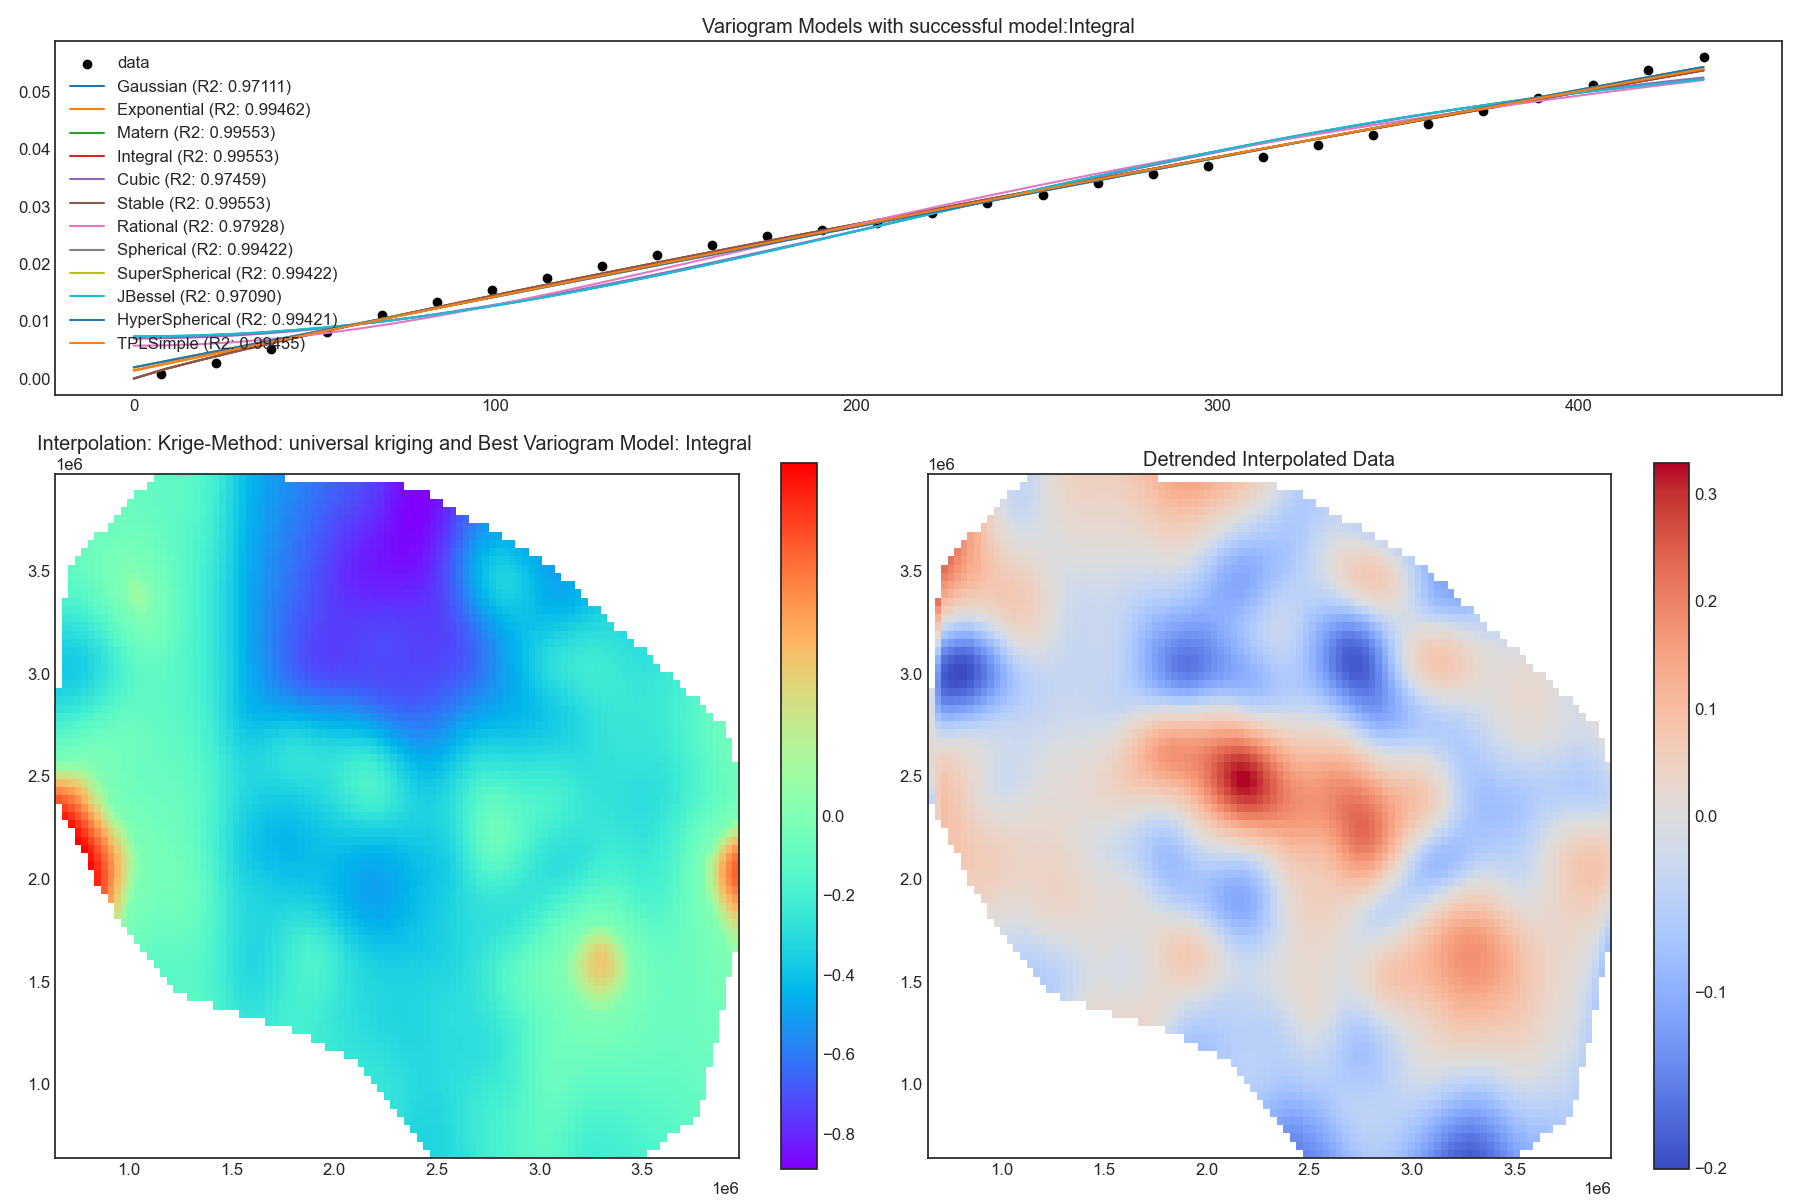 Variogram Models with successful model:Integral
data
Gaussian (R2: 0.97111)
Exponential (R2: 0.99462)
Matern (R2: 0.99553)
Integral (R2: 0.99553)
Cubic (R2: 0.97459)
Stable (R2: 0.99553)
Rational (R2: 0.97928)
Spherical (R2: 0.99422)
SuperSpherical (R2: 0.99422)
JBessel (R2: 0.97090)
HyperSpherical (R2: 0.99421)
TPLSimple (R2: 0.99455)
0.05
0.04
0.03
0.02
0.01
0.00
0 100 200 300 400
Interpolation: Krige-Method: universal kriging and Best Variogram Model: Integral
1e6
3.5
3.0
2.5
2.0
1.5
1.0
1.0 1.5 2.0 2.5 3.0 3.5
1e6
0.0
−0.2
−0.4
−0.6
−0.8
Detrended Interpolated Data
1e6
3.5
3.0
2.5
2.0
1.5
1.0
1.0 1.5 2.0 2.5 3.0 3.5
1e6
0.3
0.2
0.1
0.0
−0.1
−0.2